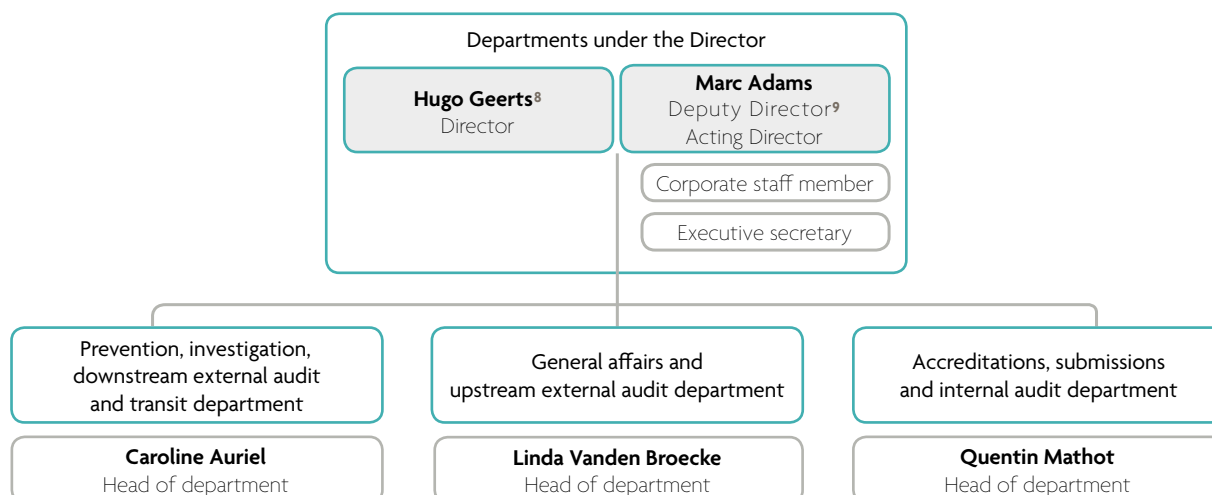 Departments under the Director
Hugo Geerts⁸
Director
Marc Adams
Deputy Director⁹
Acting Director
Corporate staff member
Executive secretary
Prevention, investigation,
downstream external audit
and transit department
General affairs and
upstream external audit department
Accreditations, submissions
and internal audit department
Caroline Auriel
Head of department
Linda Vanden Broecke
Head of department
Quentin Mathot
Head of department